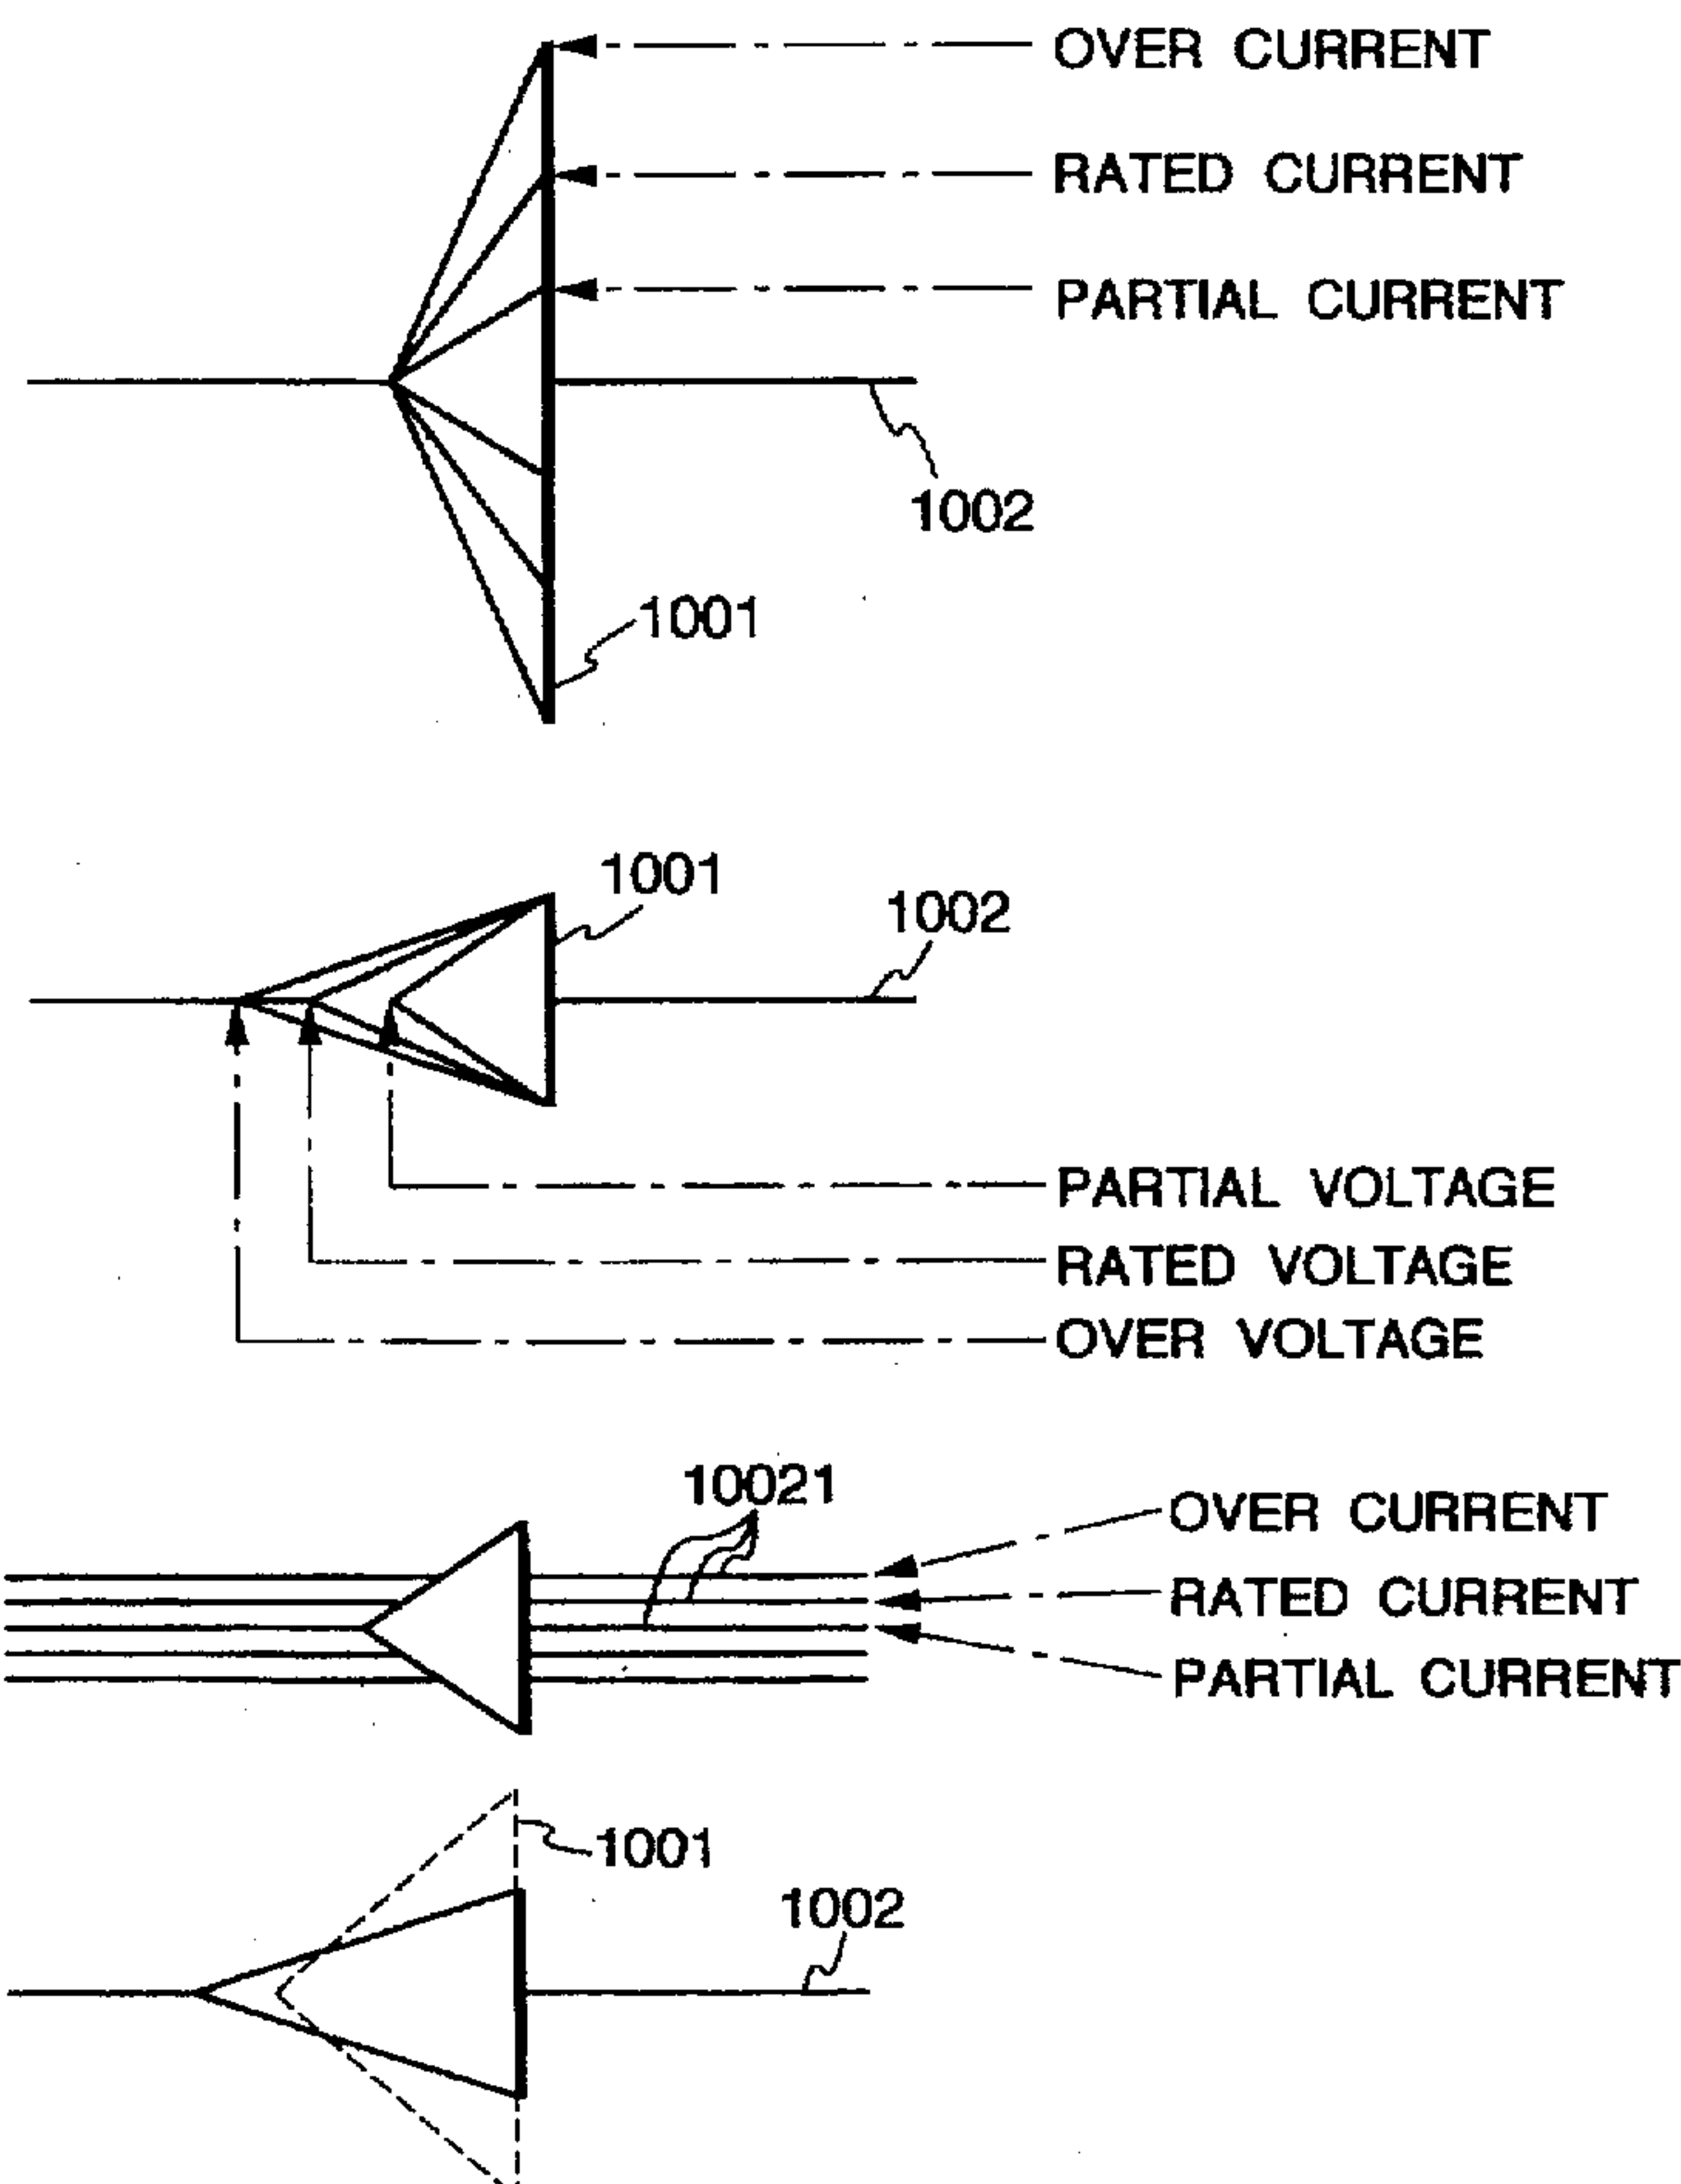 OVER CURRENT
RATED CURRENT
PARTIAL CURRENT
1002
1001
1001
1002
PARTIAL VOLTAGE
RATED VOLTAGE
OVER VOLTAGE
10021
OVER CURRENT
RATED CURRENT
PARTIAL CURRENT
1001
1002